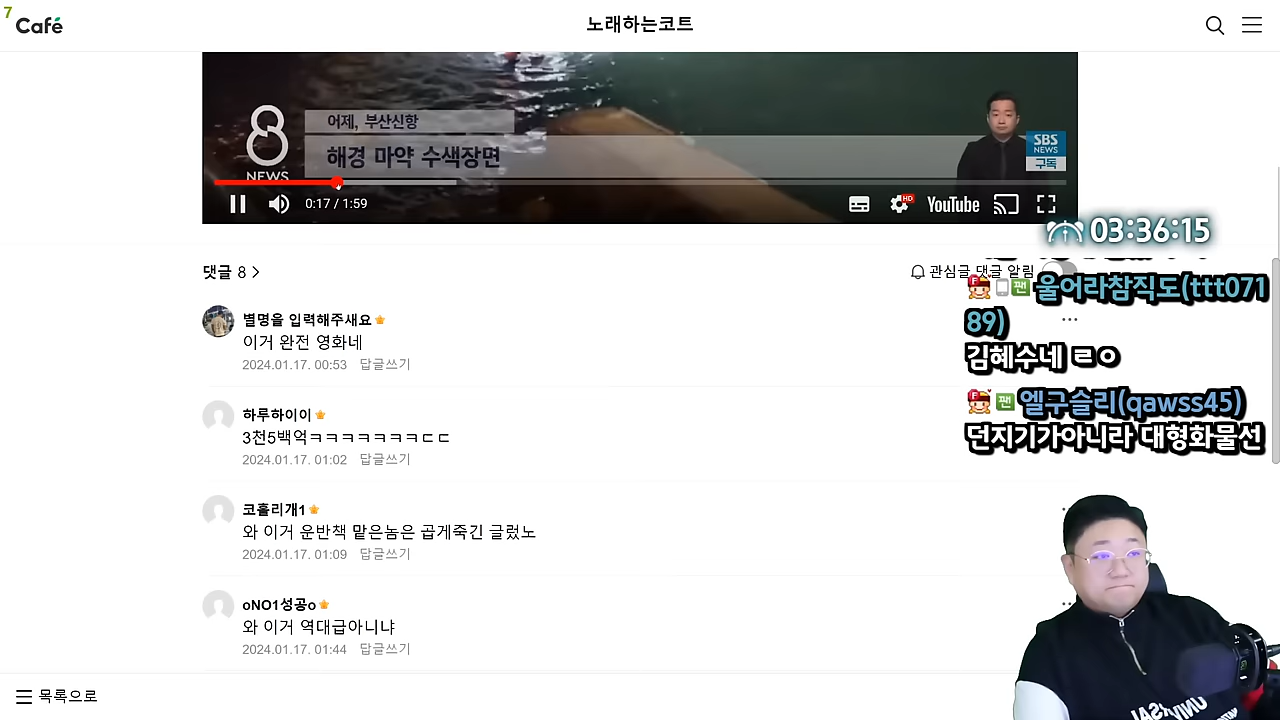 7
Café
노래하는코트
어제, 부산신항
해경 마약 수색장면
8
NEWS
SBS
NEWS
구독
0:17 / 1:59
HD
YouTube
03:36:15
댓글 8
관심글 댓글 알림
별명을 입력해주새요
이거 완전 영화네
2024.01.17. 00:53 답글쓰기
하루하이이
3천5백억ㅋㅋㅋㅋㅋㅋㅋㄷㄷ
2024.01.17. 01:02 답글쓰기
코홀리개1
와 이거 운반책 맡은놈은 곱게죽긴 글렀노
2024.01.17. 01:09 답글쓰기
oNO1성공o
와 이거 역대급아니냐
2024.01.17. 01:44 답글쓰기
F 팬 울어라참직도(ttt071
89)
김혜수네 ㄹㅇ
F 팬 엘구슬리(qawss45)
던지기가아니라 대형화물선
목록으로